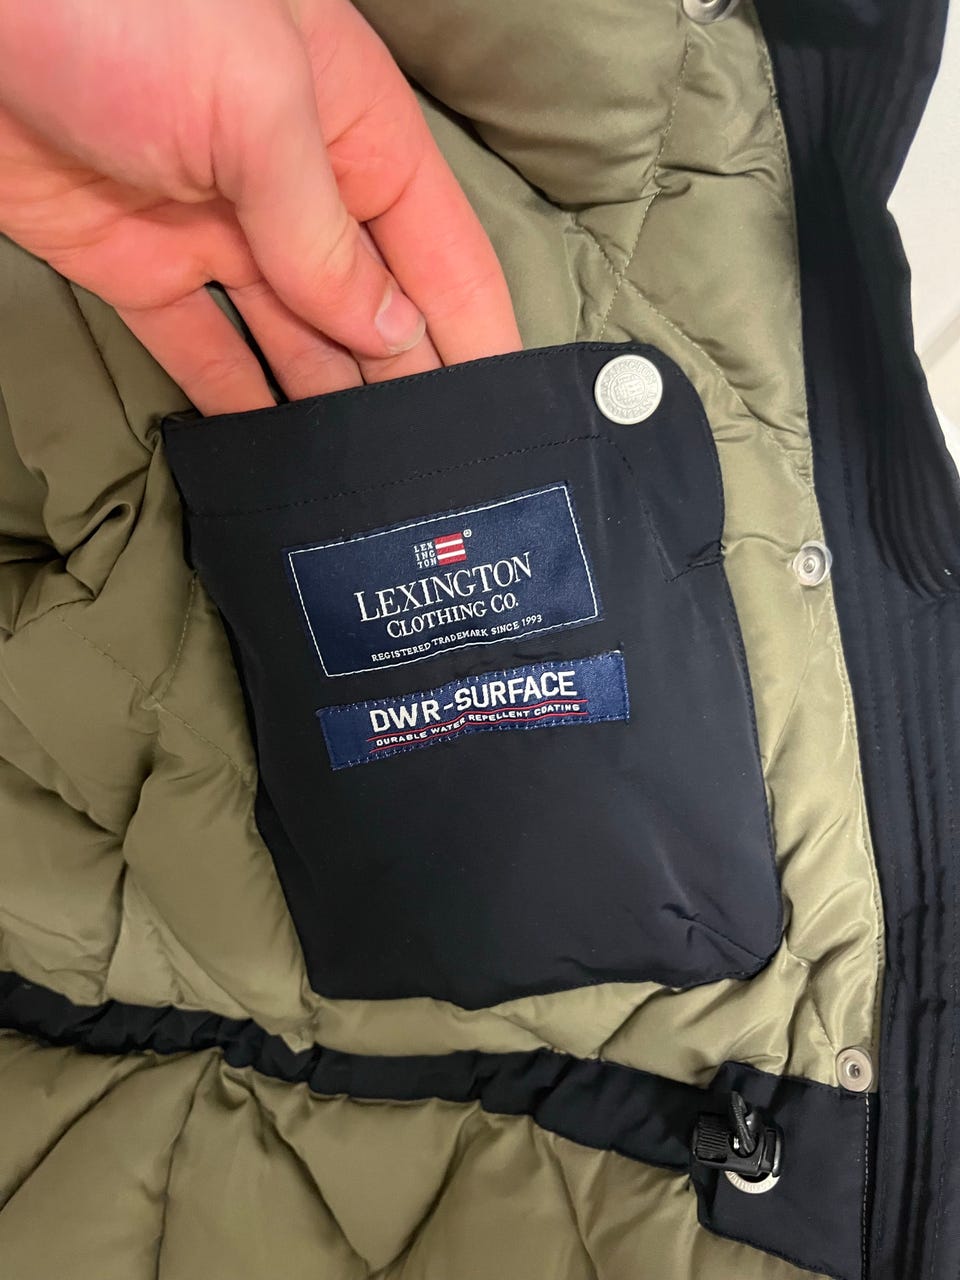 LEX
ING
TON
®
LEXINGTON
CLOTHING CO.
REGISTERED TRADEMARK SINCE 1993
DWR-SURFACE
DURABLE WATER REPELLENT COATING